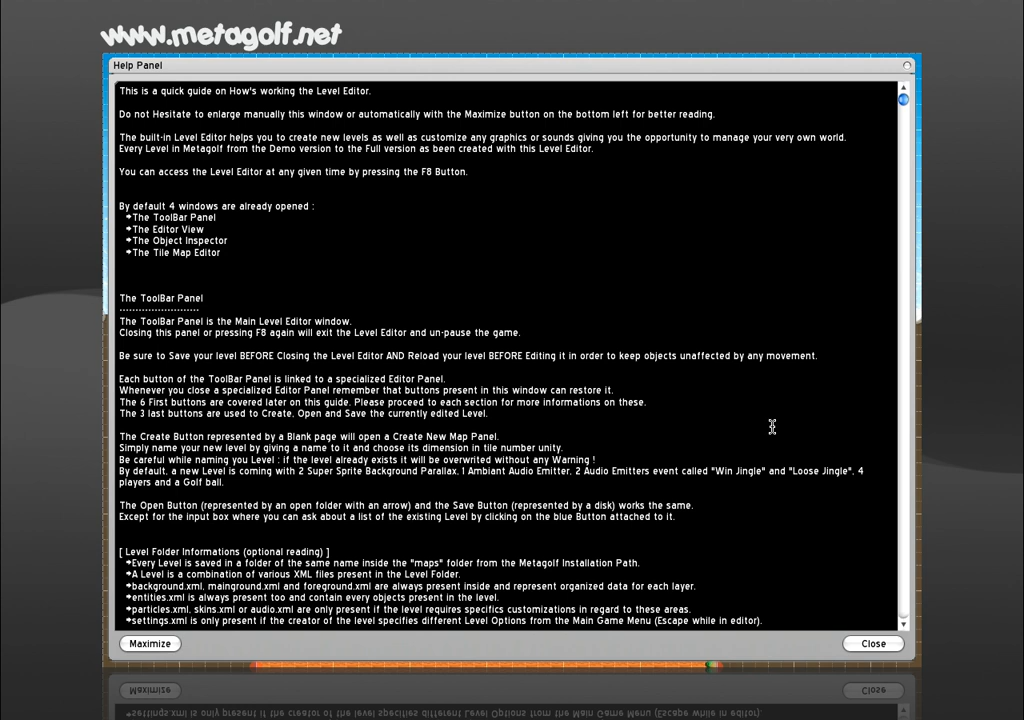 www.metagolf.net
Help Panel
This is a quick guide on How's working the Level Editor.
Do not Hesitate to enlarge manually this window or automatically with the Maximize button on the bottom left for better reading.
The built-in Level Editor helps you to create new levels as well as customize any graphics or sounds giving you the opportunity to manage your very own world.
Every Level in Metagolf from the Demo version to the Full version as been created with this Level Editor.
You can access the Level Editor at any given time by pressing the F8 Button.
By default 4 windows are already opened :
➜The ToolBar Panel
➜The Editor View
➜The Object Inspector
➜The Tile Map Editor
The ToolBar Panel
------------------------
The ToolBar Panel is the Main Level Editor window.
Closing this panel or pressing F8 again will exit the Level Editor and un-pause the game.
Be sure to Save your level BEFORE Closing the Level Editor AND Reload your level BEFORE Editing it in order to keep objects unaffected by any movement.
Each button of the ToolBar Panel is linked to a specialized Editor Panel.
Whenever you close a specialized Editor Panel remember that buttons present in this window can restore it.
The 6 First buttons are covered later on this guide. Please proceed to each section for more informations on these.
The 3 last buttons are used to Create, Open and Save the currently edited Level.
The Create Button represented by a Blank page will open a Create New Map Panel.
Simply name your new level by giving a name to it and choose its dimension in tile number unity.
Be careful while naming you Level : if the level already exists it will be overwrited without any Warning !
By default, a new Level is coming with 2 Super Sprite Background Parallax, 1 Ambiant Audio Emitter, 2 Audio Emitters event called "Win Jingle" and "Loose Jingle", 4
players and a Golf ball.
The Open Button (represented by an open folder with an arrow) and the Save Button (represented by a disk) works the same.
Except for the input box where you can ask about a list of the existing Level by clicking on the blue Button attached to it.
[ Level Folder Informations (optional reading) ]
➜Every Level is saved in a folder of the same name inside the "maps" folder from the Metagolf Installation Path.
➜A Level is a combination of various XML files present in the Level Folder.
➜background.xml, mainground.xml and foreground.xml are always present inside and represent organized data for each layer.
➜entities.xml is always present too and contain every objects present in the level.
➜particles.xml, skins.xml or audio.xml are only present if the level requires specifics customizations in regard to these areas.
➜settings.xml is only present if the creator of the level specifies different Level Options from the Main Game Menu (Escape while in editor).
Maximize
Close